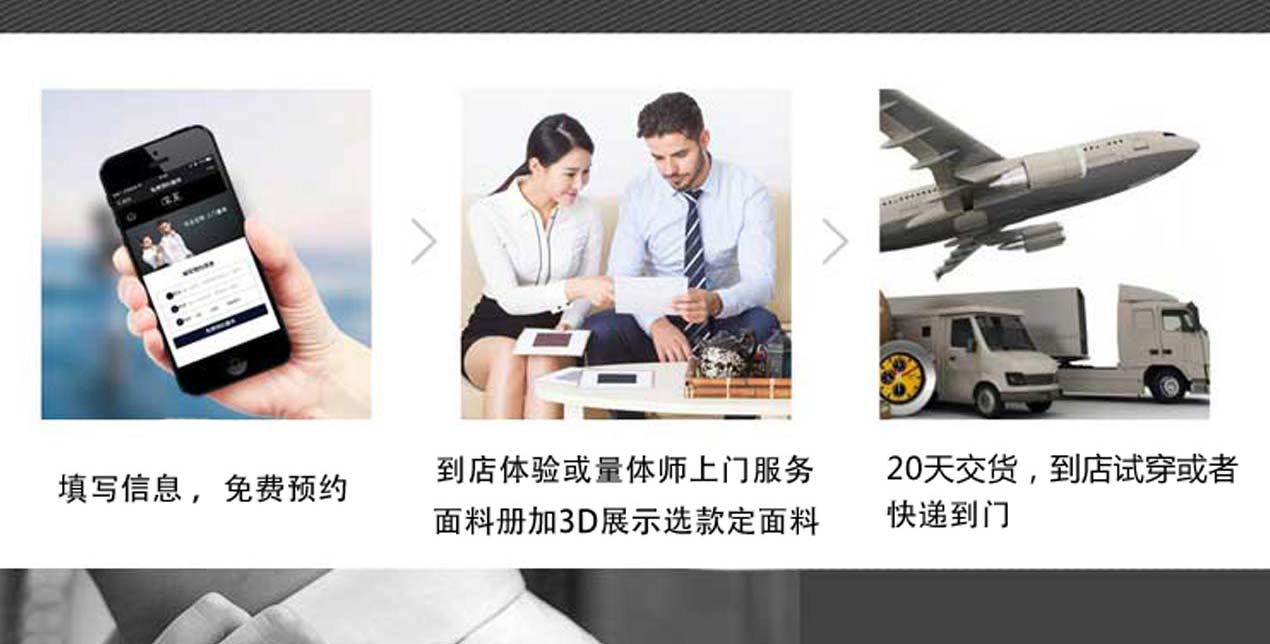 填写信息，免费预约
到店体验或量体师上门服务
面料册加3D展示选款定面料
20天交货，到店试穿或者
快递到门